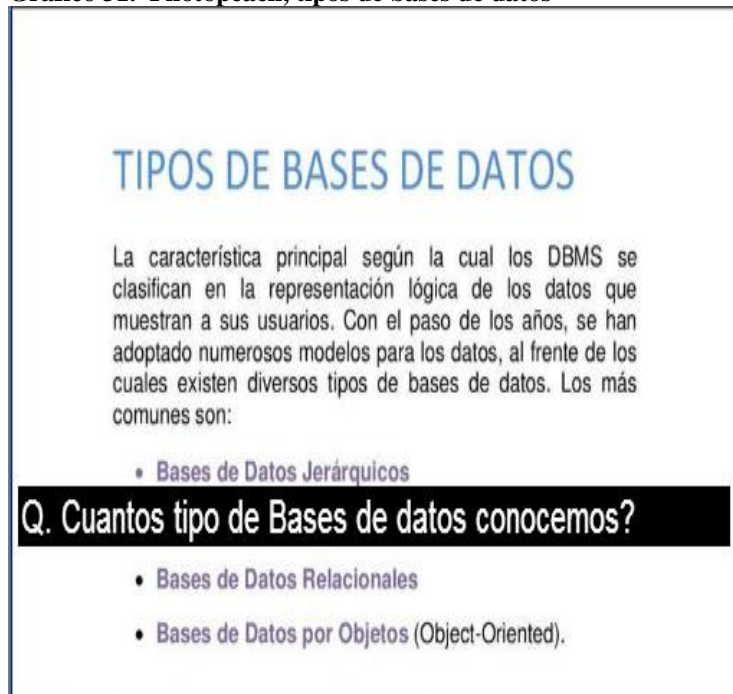 TIPOS DE BASES DE DATOS
La característica principal según la cual los DBMS se
clasifican en la representación lógica de los datos que
muestran a sus usuarios. Con el paso de los años, se han
adoptado numerosos modelos para los datos, al frente de los
cuales existen diversos tipos de bases de datos. Los más
comunes son:
• Bases de Datos Jerárquicos
Q. Cuantos tipo de Bases de datos conocemos?
• Bases de Datos Relacionales
• Bases de Datos por Objetos (Object-Oriented).